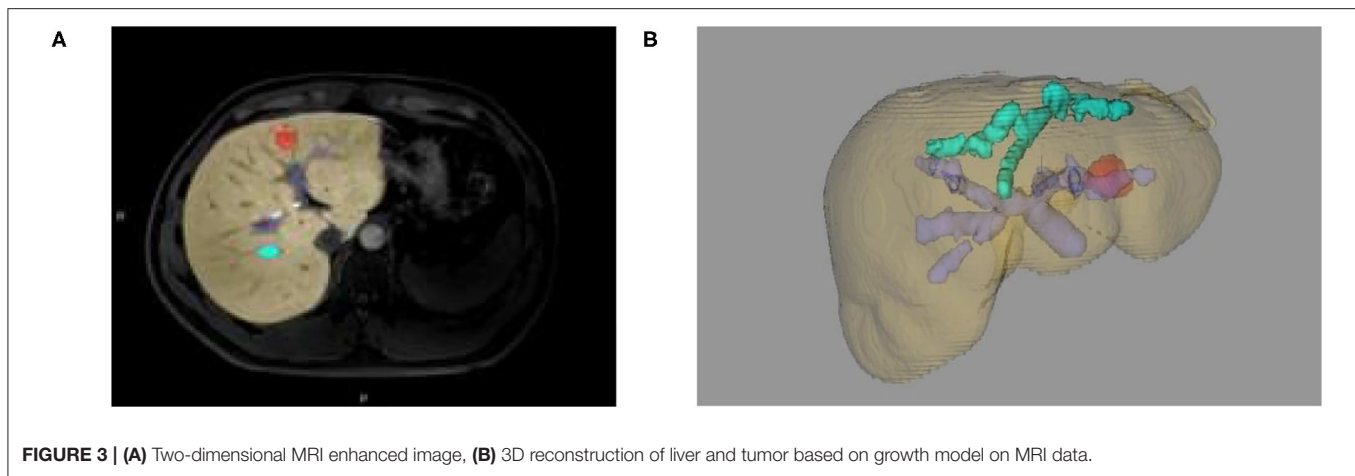 A
B
FIGURE 3 | (A) Two-dimensional MRI enhanced image, (B) 3D reconstruction of liver and tumor based on growth model on MRI data.